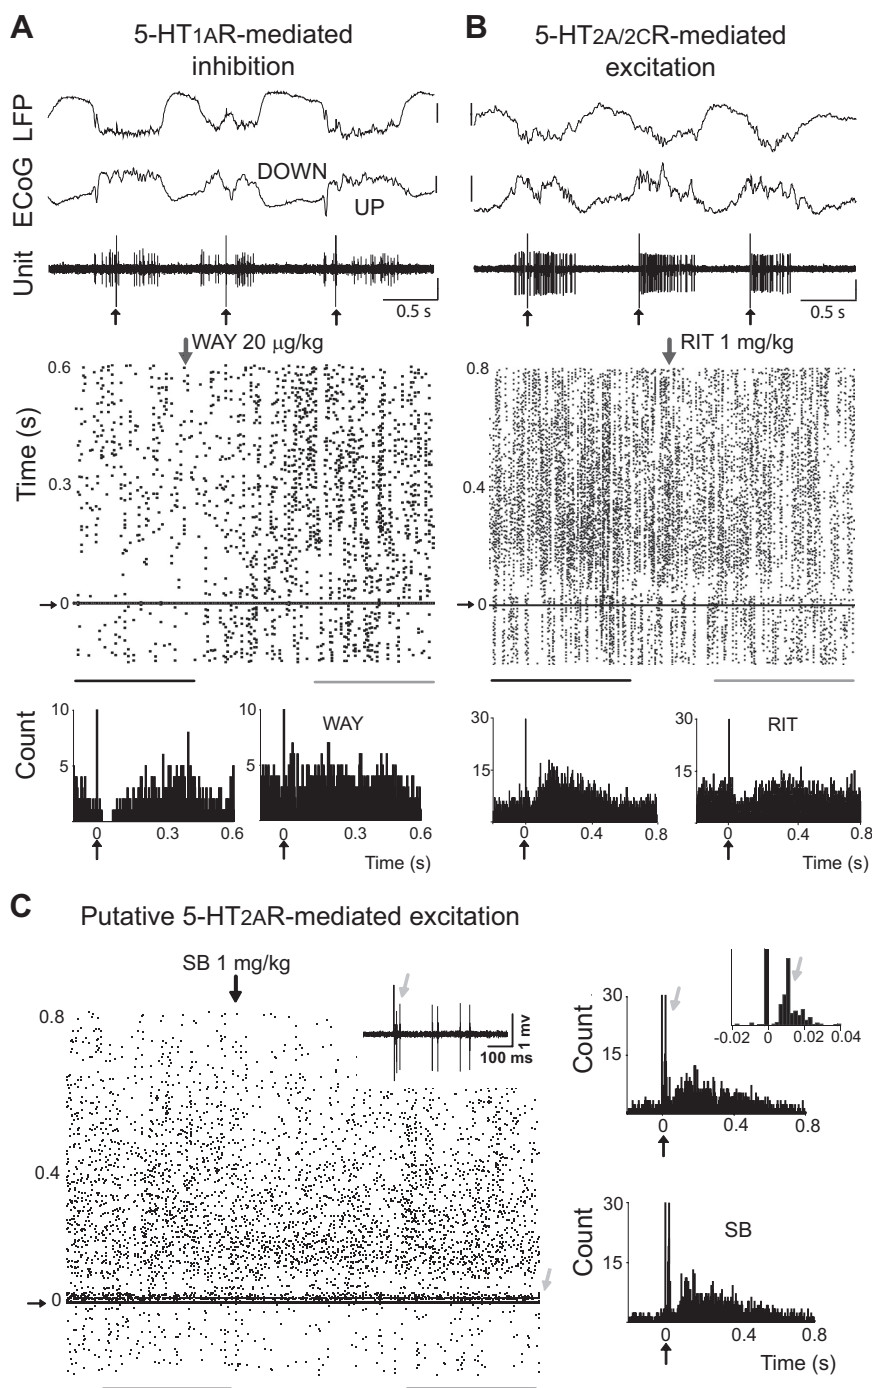 A
5-HT1AR-mediated
inhibition
B
5-HT2A/2CR-mediated
excitation
LFP
ECoG
DOWN
UP
Unit
0.5 s
0.5 s
WAY 20 µg/kg
RIT 1 mg/kg
Time (s)
0.6
0.3
0
0.8
0.4
0
Count
10
5
0
0.3
0.6
10
5
WAY
0
0.3
0.6
Time (s)
30
15
0
0.4
0.8
30
15
RIT
0
0.4
0.8
Time (s)
C
Putative 5-HT2AR-mediated excitation
SB 1 mg/kg
0.8
0.4
0
1 mv
100 ms
Count
30
15
0
0.4
0.8
-0.02
0
0.02
0.04
Count
30
15
SB
0
0.4
0.8
Time (s)